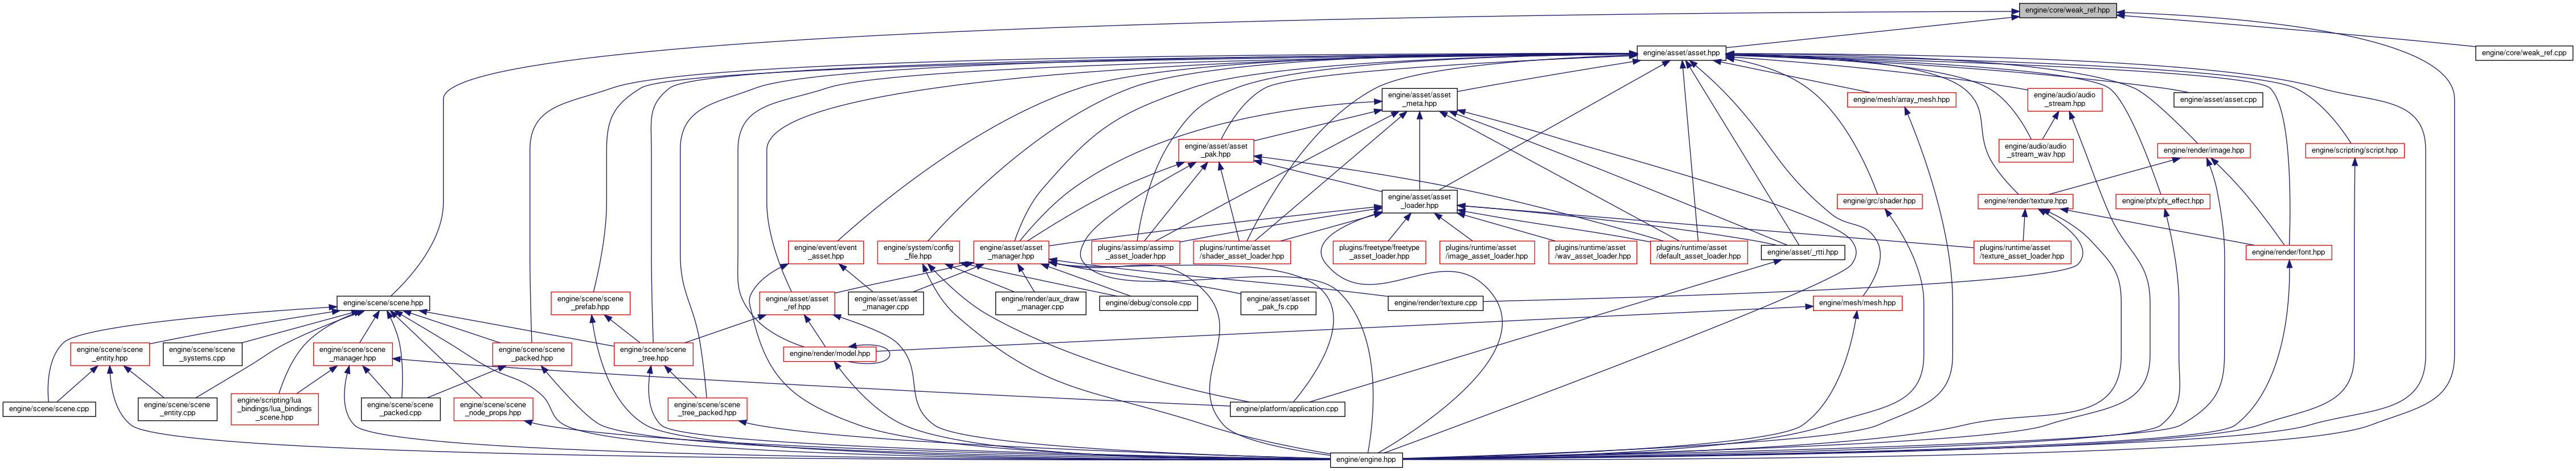 engine/core/weak_ref.hpp
engine/asset/asset.hpp
engine/core/weak_ref.cpp
engine/asset/asset
_meta.hpp
engine/mesh/array_mesh.hpp
engine/audio/audio
_stream.hpp
engine/asset/asset.cpp
engine/asset/asset
_pak.hpp
engine/audio/audio
_stream_wav.hpp
engine/render/image.hpp
engine/scripting/script.hpp
engine/asset/asset
_loader.hpp
engine/grc/shader.hpp
engine/render/texture.hpp
engine/pfx/pfx_effect.hpp
engine/event/event
_asset.hpp
engine/system/config
_file.hpp
engine/asset/asset
_manager.hpp
plugins/assimp/assimp
_asset_loader.hpp
plugins/runtime/asset
/shader_asset_loader.hpp
plugins/freetype/freetype
_asset_loader.hpp
plugins/runtime/asset
/image_asset_loader.hpp
plugins/runtime/asset
/wav_asset_loader.hpp
plugins/runtime/asset
/default_asset_loader.hpp
engine/asset/_rtti.hpp
plugins/runtime/asset
/texture_asset_loader.hpp
engine/render/font.hpp
engine/scene/scene.hpp
engine/scene/scene
_prefab.hpp
engine/asset/asset
_ref.hpp
engine/asset/asset
_manager.cpp
engine/render/aux_draw
_manager.cpp
engine/debug/console.cpp
engine/asset/asset
_pak_fs.cpp
engine/render/texture.cpp
engine/mesh/mesh.hpp
engine/scene/scene
_entity.hpp
engine/scene/scene
_systems.cpp
engine/scene/scene
_manager.hpp
engine/scene/scene
_packed.hpp
engine/scene/scene
_tree.hpp
engine/render/model.hpp
engine/scene/scene.cpp
engine/scene/scene
_entity.cpp
engine/scripting/lua
_bindings/lua_bindings
_scene.hpp
engine/scene/scene
_packed.cpp
engine/scene/scene
_node_props.hpp
engine/scene/scene
_tree_packed.hpp
engine/platform/application.cpp
engine/engine.hpp